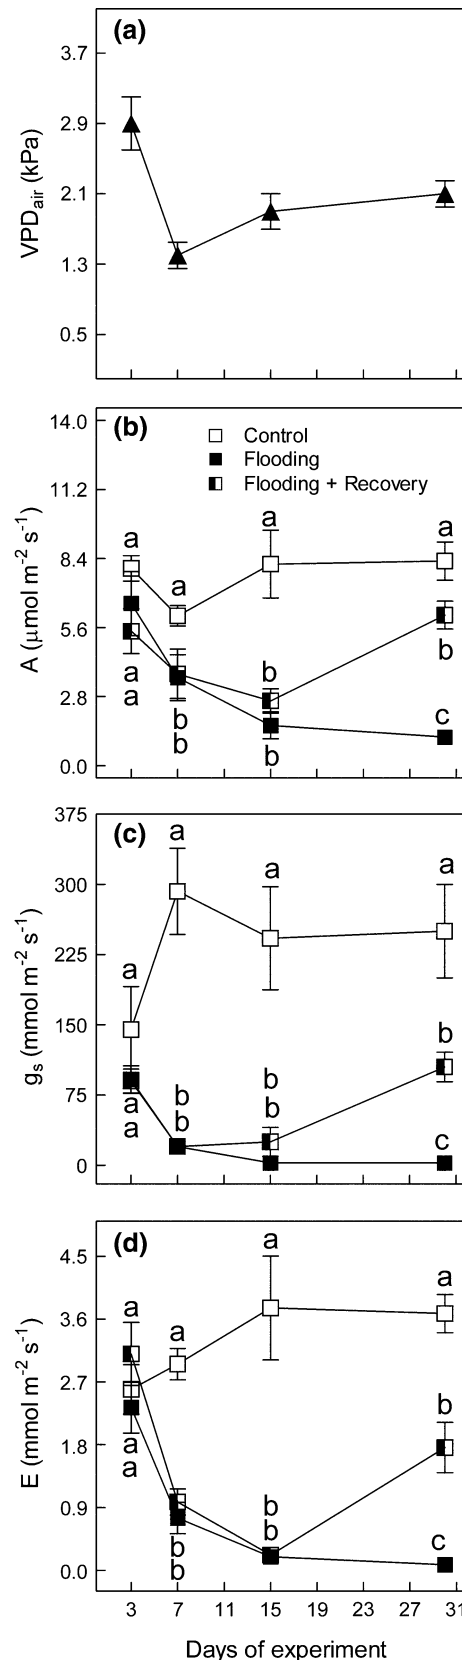 (a)
3.7
2.9
2.1
1.3
0.5
VPDair (kPa)
(b)
14.0
11.2
8.4
5.6
2.8
0.0
A (μmol m-2 s-1)
Control
Flooding
Flooding + Recovery
a
a
a
a
a
a
b
b
b
b
b
c
(c)
375
300
225
150
75
0
gs (mmol m-2 s-1)
a
a
a
a
a
a
b
b
b
b
b
c
(d)
4.5
3.6
2.7
1.8
0.9
0.0
E (mmol m-2 s-1)
a
a
a
a
a
a
b
b
b
b
b
c
3 7 11 15 19 23 27 31
Days of experiment